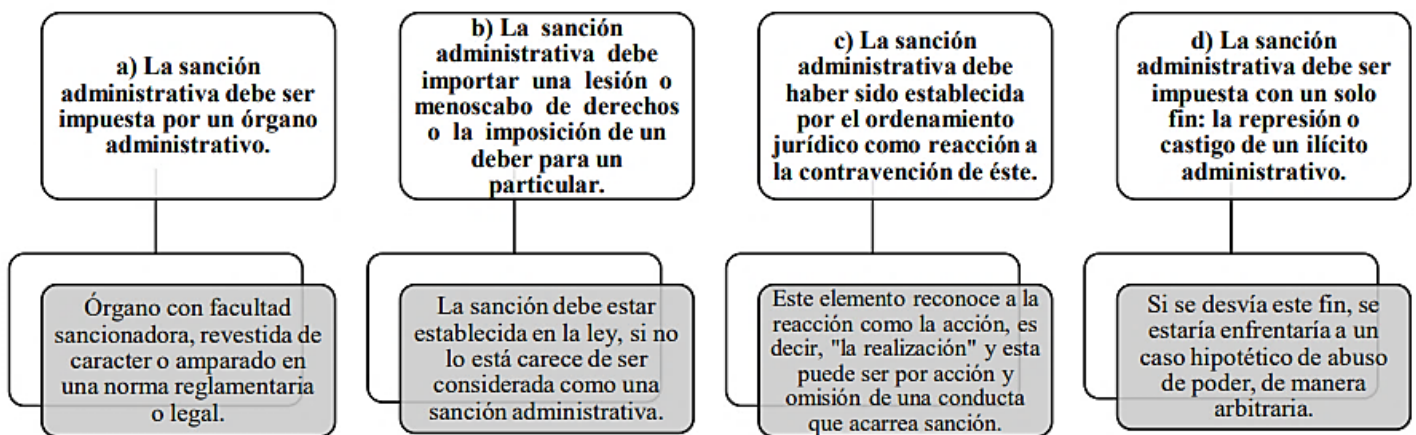 a) La sanción
administrativa debe ser
impuesta por un órgano
administrativo.
Órgano con facultad
sancionadora, revestida de
caracter o amparado en
una norma reglamentaria
o legal.
b) La sanción
administrativa debe
importar una lesión o
menoscabo de derechos
o la imposición de un
deber para un
particular.
La sanción debe estar
establecida en la ley, si no
lo está carece de ser
considerada como una
sanción administrativa.
c) La sanción
administrativa debe
haber sido establecida
por el ordenamiento
jurídico como reacción a
la contravención de éste.
Este elemento reconoce a la
reacción como la acción, es
decir, "la realización" y esta
puede ser por acción y
omisión de una conducta
que acarrea sanción.
d) La sanción
administrativa debe ser
impuesta con un solo
fin: la represión o
castigo de un ilícito
administrativo.
Si se desvía este fin, se
estaría enfrentaría a un
caso hipotético de abuso
de poder, de manera
arbitraria.